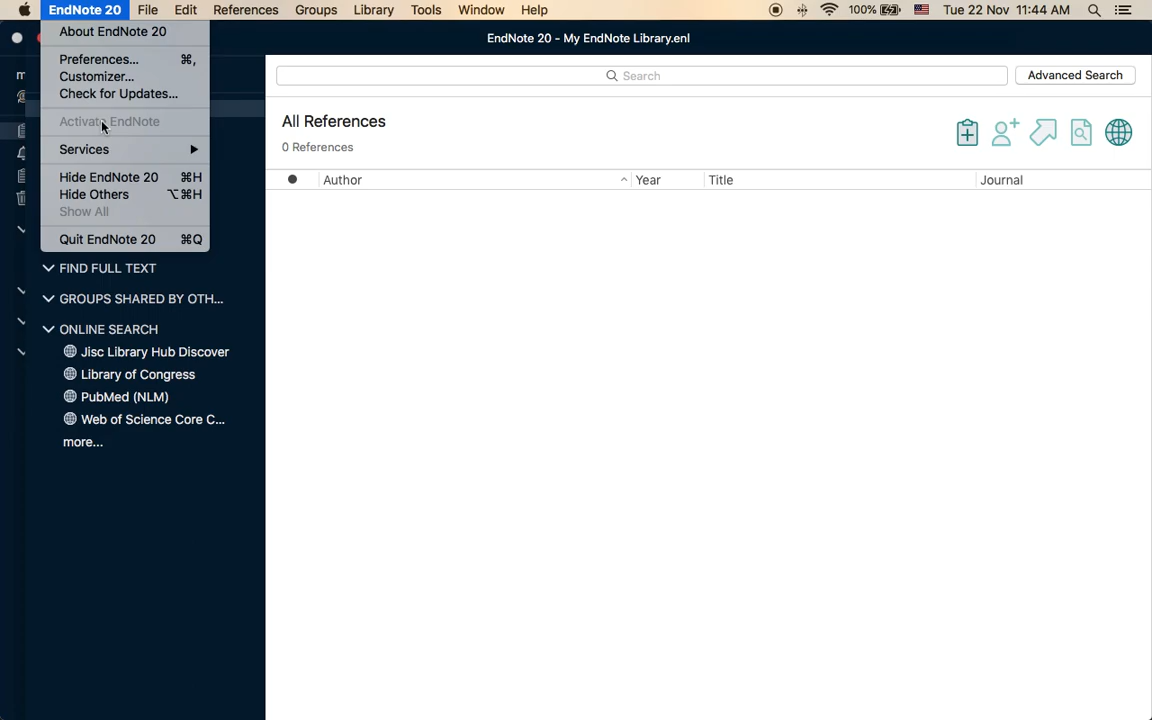 EndNote 20 File Edit References Groups Library Tools Window Help 100% Tue 22 Nov 11:44 AM
EndNote 20 - My EndNote Library.enl
About EndNote 20
Preferences... ⌘,
Customizer...
Check for Updates...
Activate EndNote
Services
Hide EndNote 20 ⌘H
Hide Others ⌥⌘H
Show All
Quit EndNote 20 ⌘Q
FIND FULL TEXT
GROUPS SHARED BY OTH...
ONLINE SEARCH
Jisc Library Hub Discover
Library of Congress
PubMed (NLM)
Web of Science Core C...
more...
Search Advanced Search
All References
0 References
Author Year Title Journal